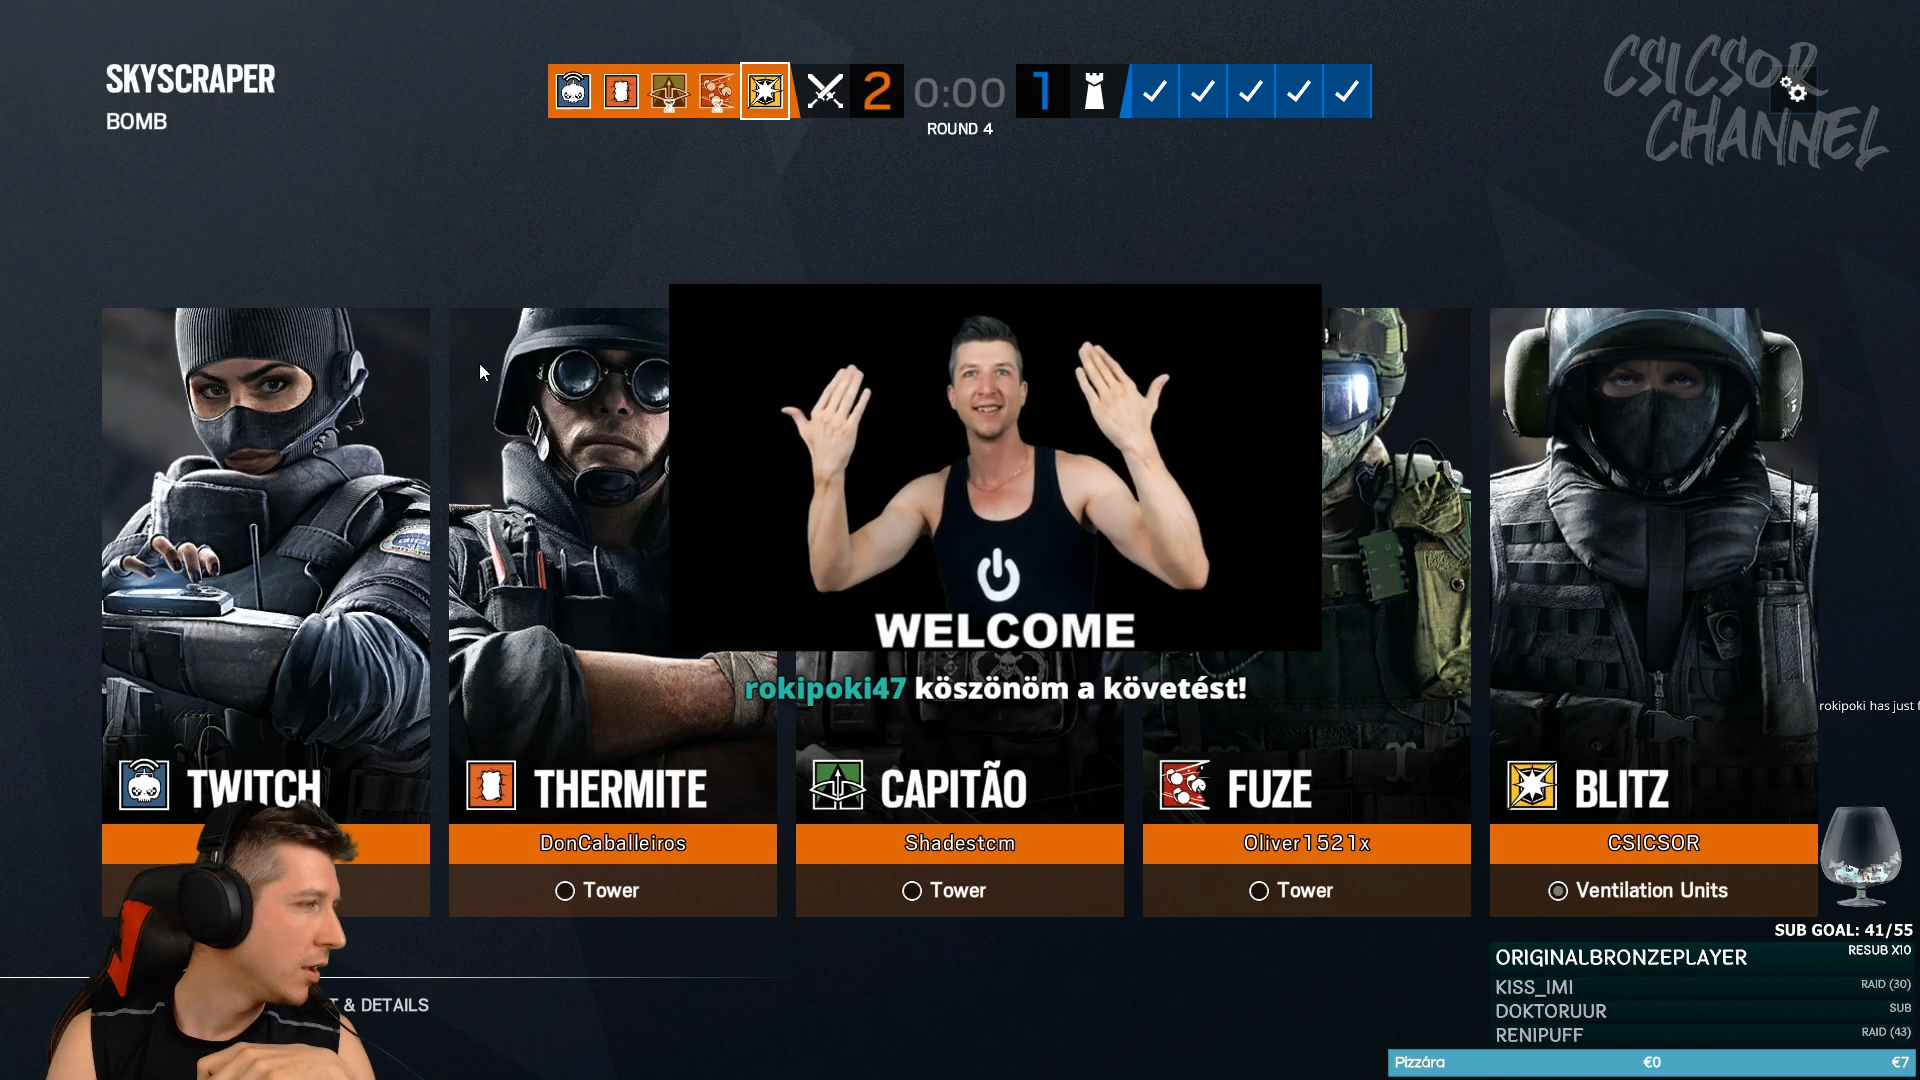 SKYSCRAPER
BOMB
2
0:00
1
ROUND 4
CSICSOR
CHANNEL
WELCOME
rokipoki47 köszönöm a követést!
rokipoki has just
TWITCH
THERMITE
CAPITÃO
FUZE
BLITZ
DonCaballeiros
Shadestcm
Oliver1521x
CSICSOR
Tower
Tower
Tower
Ventilation Units
SUB GOAL: 41/55
ORIGINALBRONZEPLAYER RESUB X10
KISS_IMI RAID (30)
DOKTORUUR SUB
RENIPUFF RAID (43)
Pizzára €0 €7
& DETAILS